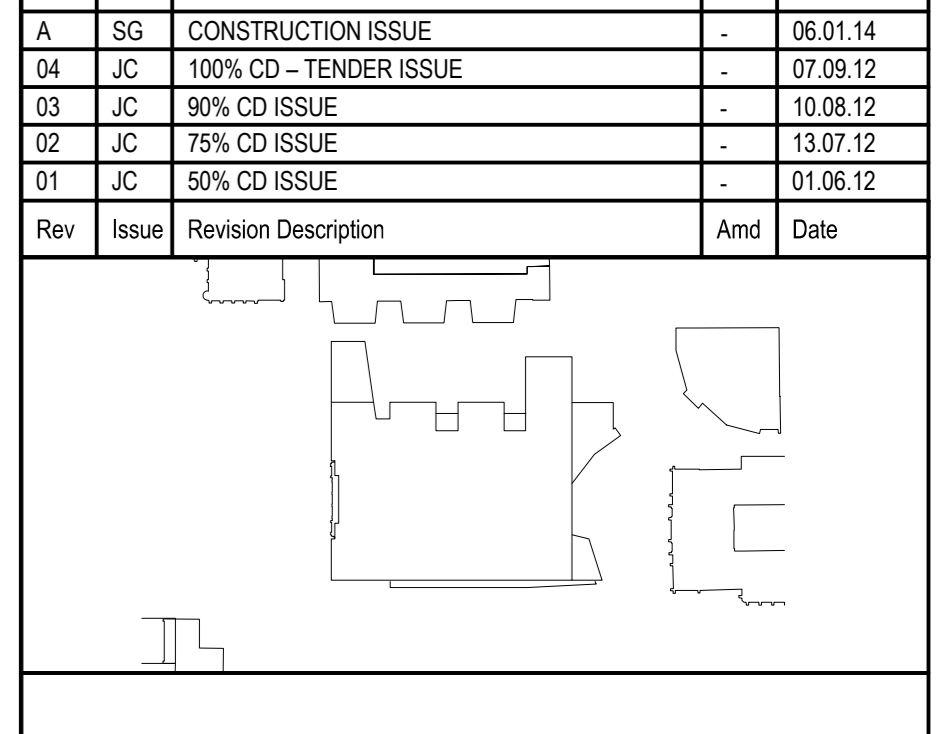 A SG CONSTRUCTION ISSUE - 06.01.14
04 JC 100% CD – TENDER ISSUE - 07.09.12
03 JC 90% CD ISSUE - 10.08.12
02 JC 75% CD ISSUE - 13.07.12
01 JC 50% CD ISSUE - 01.06.12
Rev Issue Revision Description Amd Date